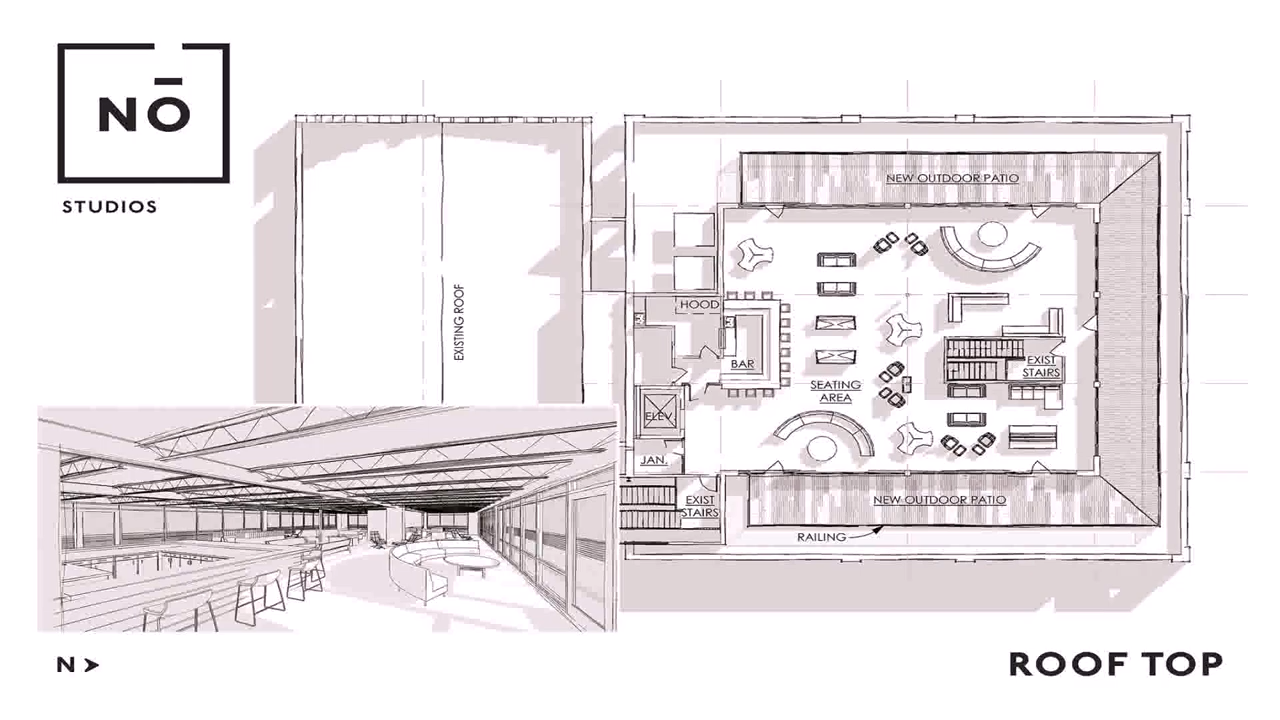 NŌ
STUDIOS
NEW OUTDOOR PATIO
EXISTING ROOF
HOOD
BAR
EXIST
STAIRS
SEATING
AREA
ELEV.
JAN.
EXIST
STAIRS
NEW OUTDOOR PATIO
RAILING
N
ROOF TOP